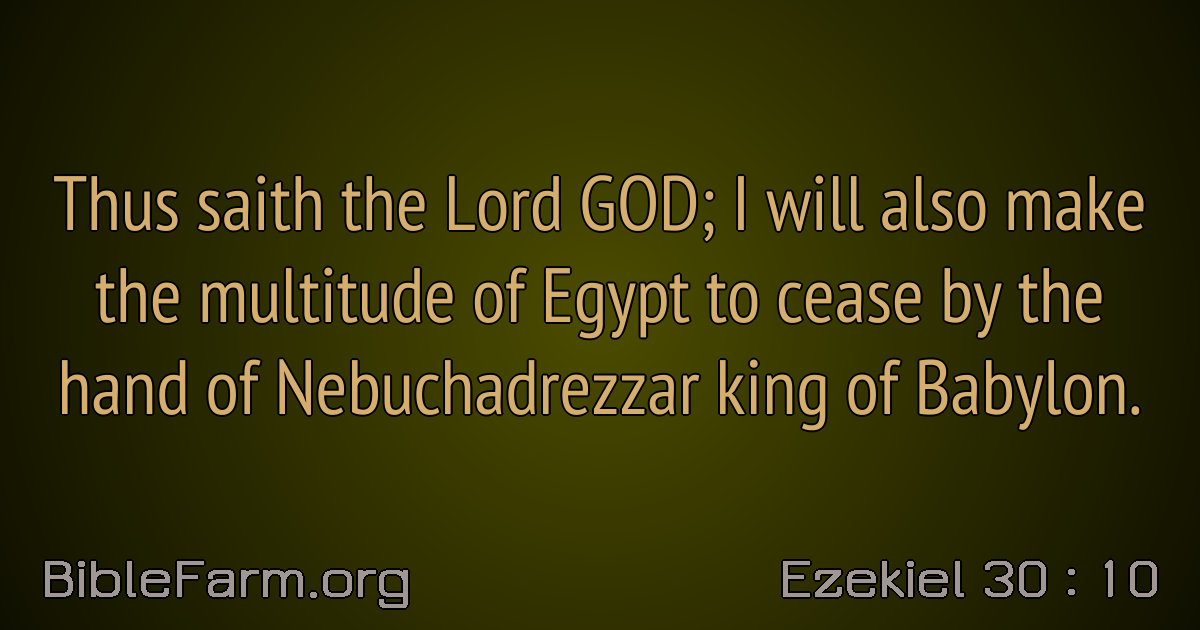 Thus saith the Lord GOD; I will also make
the multitude of Egypt to cease by the
hand of Nebuchadrezzar king of Babylon.
BibleFarm.org
Ezekiel 30 : 10